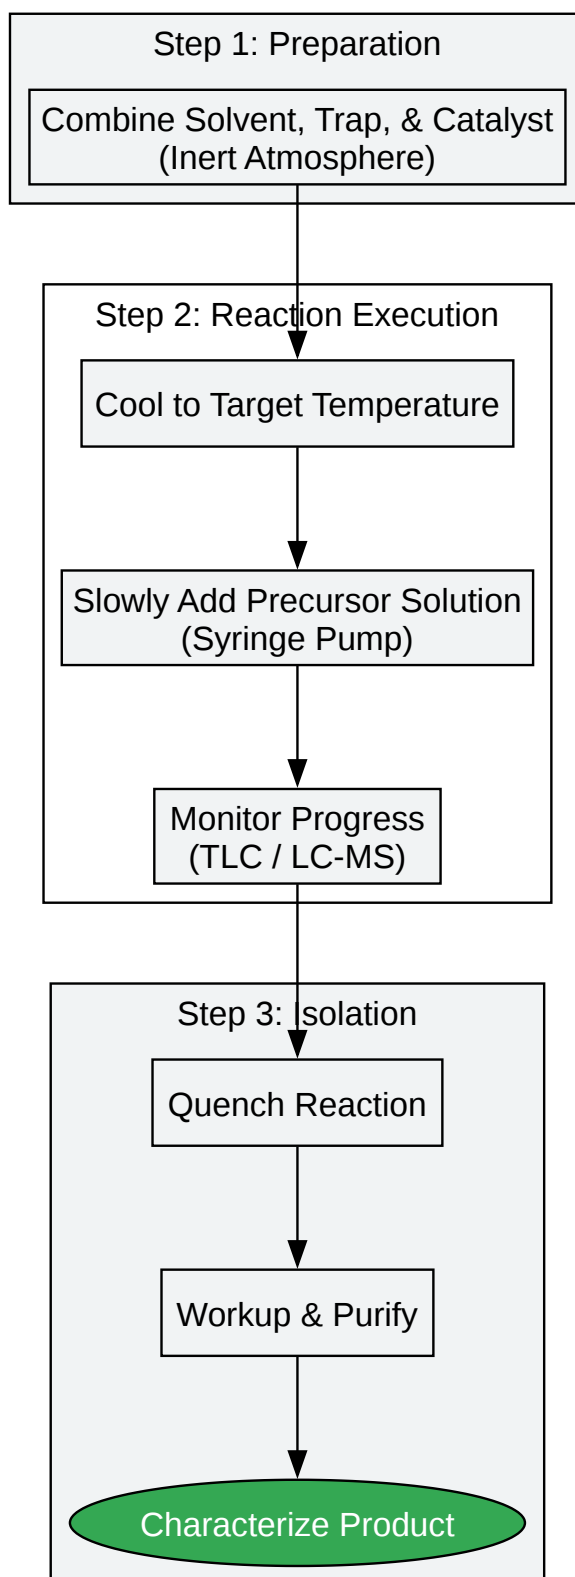 Step 1: Preparation
Combine Solvent, Trap, & Catalyst
(Inert Atmosphere)
Step 2: Reaction Execution
Cool to Target Temperature
Slowly Add Precursor Solution
(Syringe Pump)
Monitor Progress
(TLC / LC-MS)
Step 3: Isolation
Quench Reaction
Workup & Purify
Characterize Product